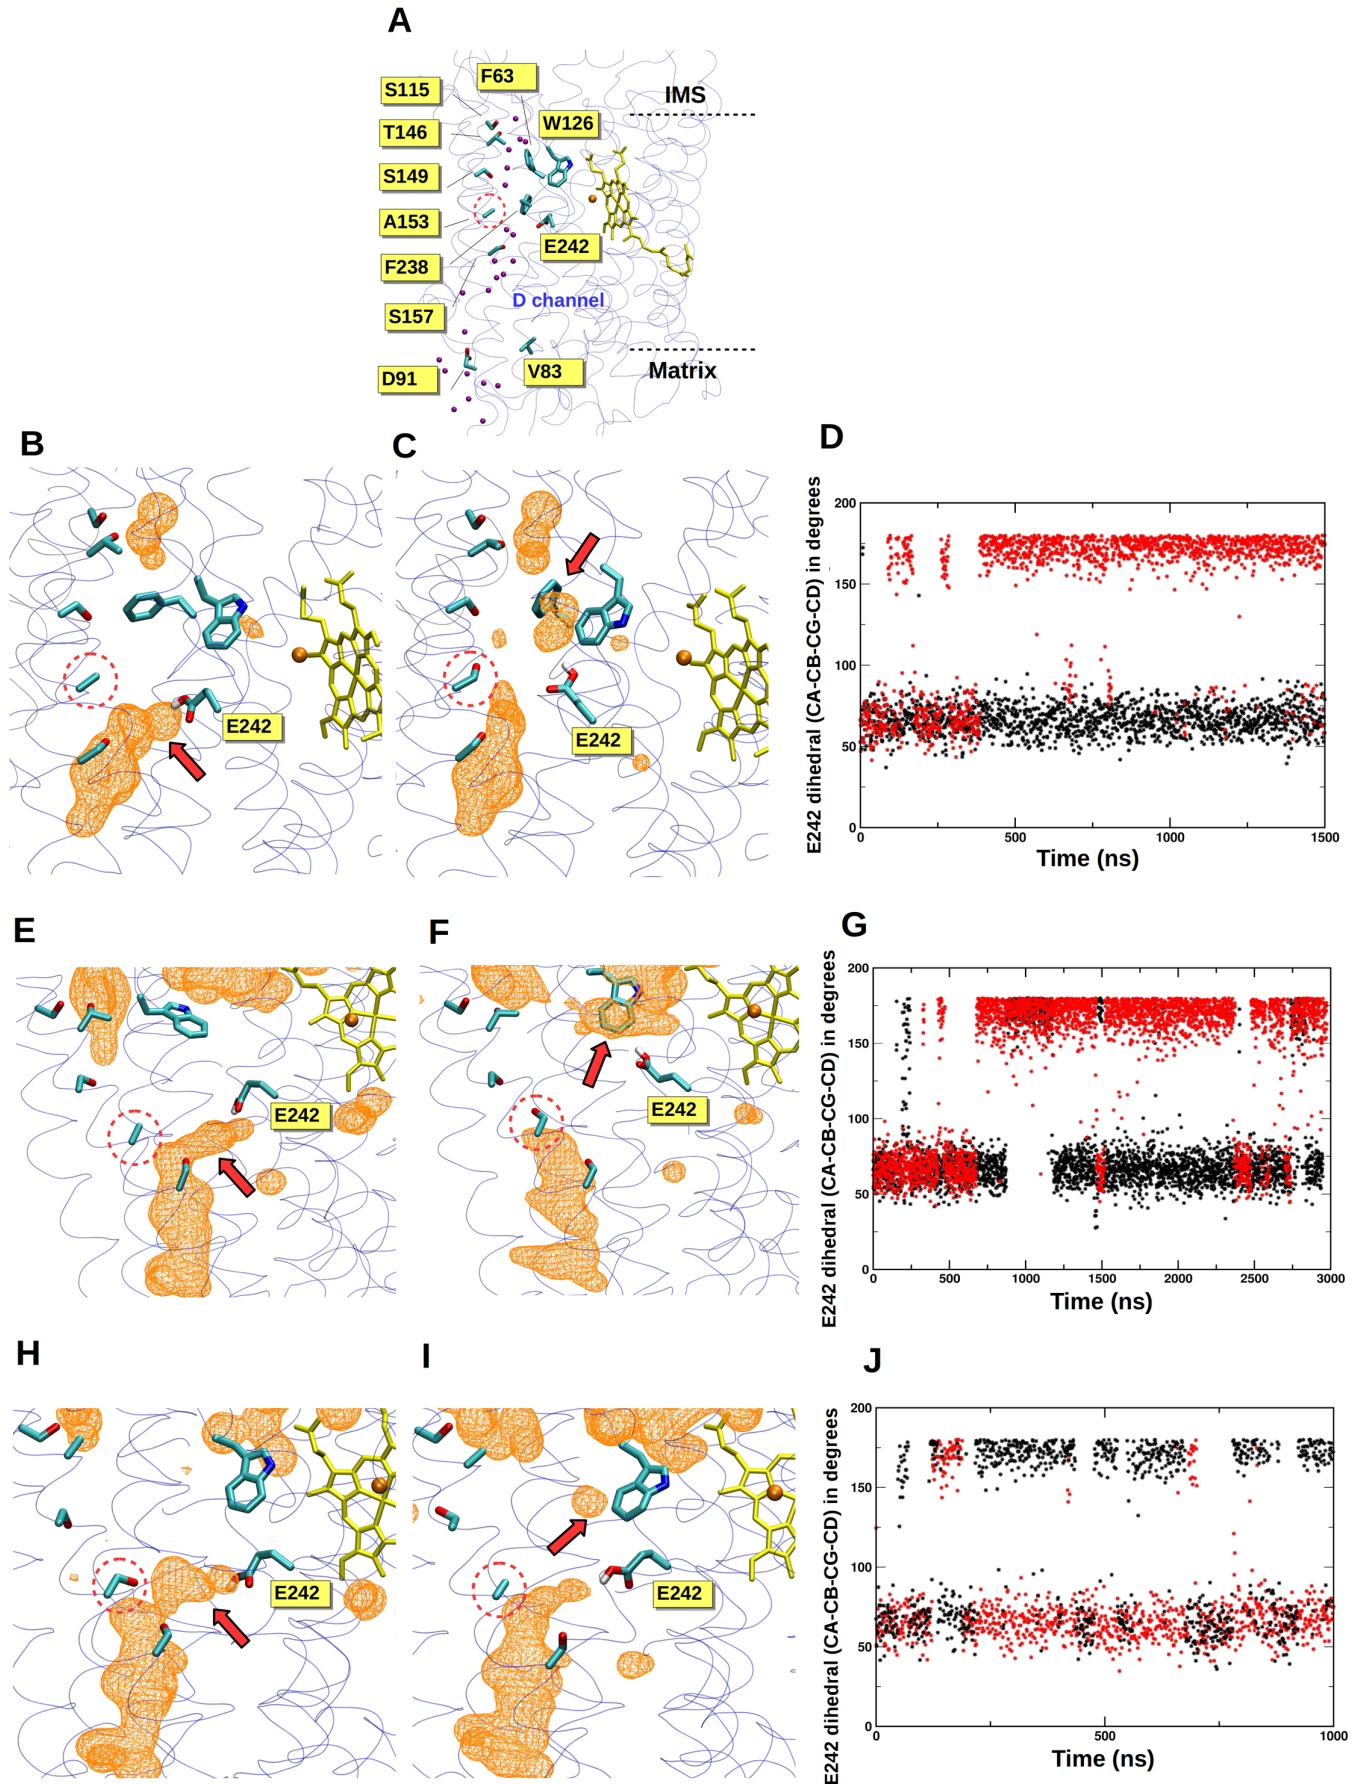 A
S115
F63
IMS
T146
W126
S149
A153
E242
F238
D channel
S157
D91
V83
Matrix
B
C
D
E242
E242
E242 dihedral (CA-CB-CG-CD) in degrees
200
150
100
50
0
0
500
1000
1500
Time (ns)
E
F
G
E242
E242
E242 dihedral (CA-CB-CG-CD) in degrees
200
150
100
50
0
0
500
1000
1500
2000
2500
3000
Time (ns)
H
I
J
E242
E242
E242 dihedral (CA-CB-CG-CD) in degrees
200
150
100
50
0
0
500
1000
Time (ns)